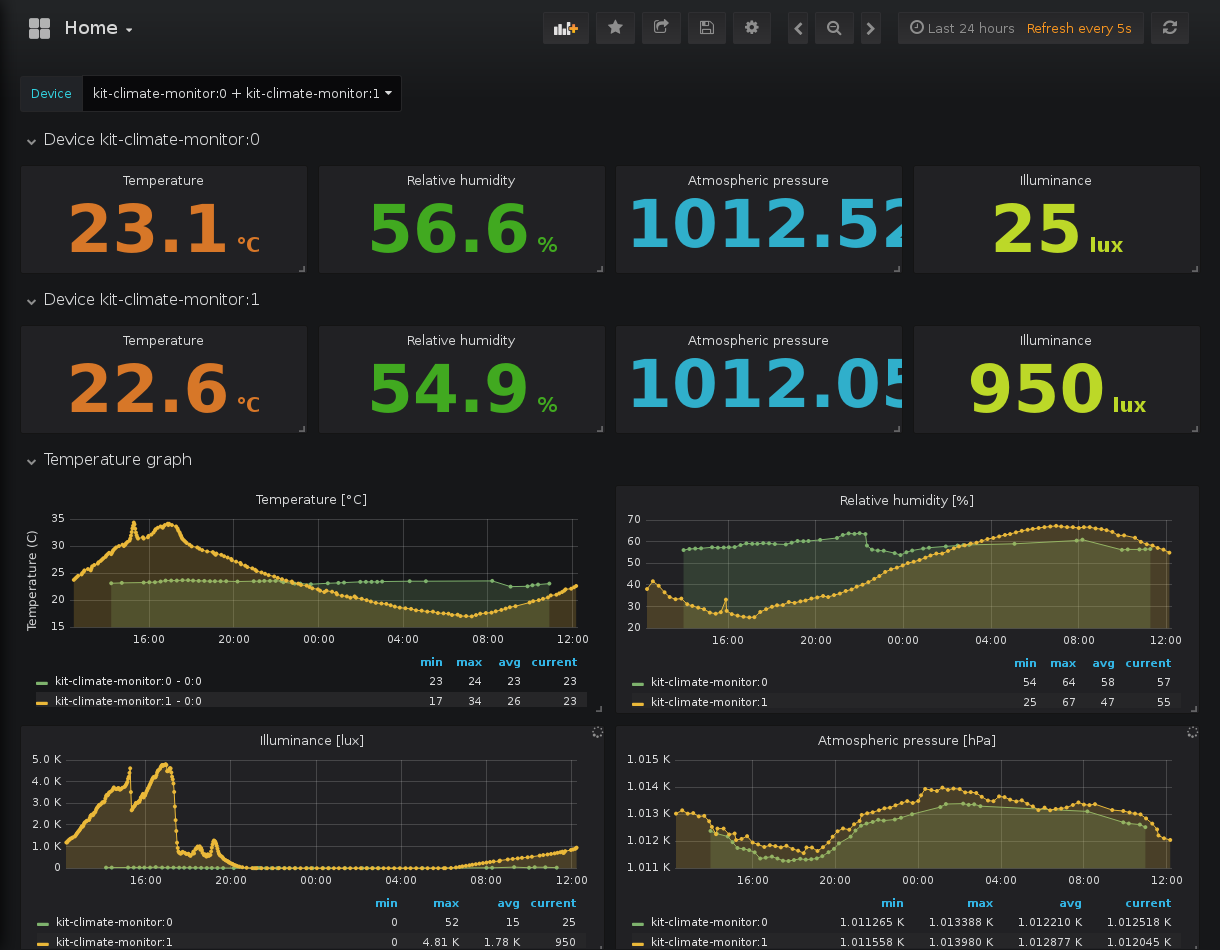 Home
Last 24 hours Refresh every 5s
Device kit-climate-monitor:0 + kit-climate-monitor:1
Device kit-climate-monitor:0
Temperature Relative humidity Atmospheric pressure Illuminance
23.1 °C 56.6 % 1012.52 25 lux
Device kit-climate-monitor:1
Temperature Relative humidity Atmospheric pressure Illuminance
22.6 °C 54.9 % 1012.05 950 lux
Temperature graph
Temperature [°C]
Temperature (C)
35
30
25
20
15
16:00 20:00 00:00 04:00 08:00 12:00
min max avg current
kit-climate-monitor:0 - 0:0 23 24 23 23
kit-climate-monitor:1 - 0:0 17 34 26 23
Relative humidity [%]
70
60
50
40
30
20
16:00 20:00 00:00 04:00 08:00 12:00
min max avg current
kit-climate-monitor:0 54 64 58 57
kit-climate-monitor:1 25 67 47 55
Illuminance [lux]
5.0 K
4.0 K
3.0 K
2.0 K
1.0 K
0
16:00 20:00 00:00 04:00 08:00 12:00
min max avg current
kit-climate-monitor:0 0 52 15 25
kit-climate-monitor:1 0 4.81 K 1.78 K 950
Atmospheric pressure [hPa]
1.015 K
1.014 K
1.013 K
1.012 K
1.011 K
16:00 20:00 00:00 04:00 08:00 12:00
min max avg current
kit-climate-monitor:0 1.011265 K 1.013388 K 1.012210 K 1.012518 K
kit-climate-monitor:1 1.011558 K 1.013980 K 1.012877 K 1.012045 K